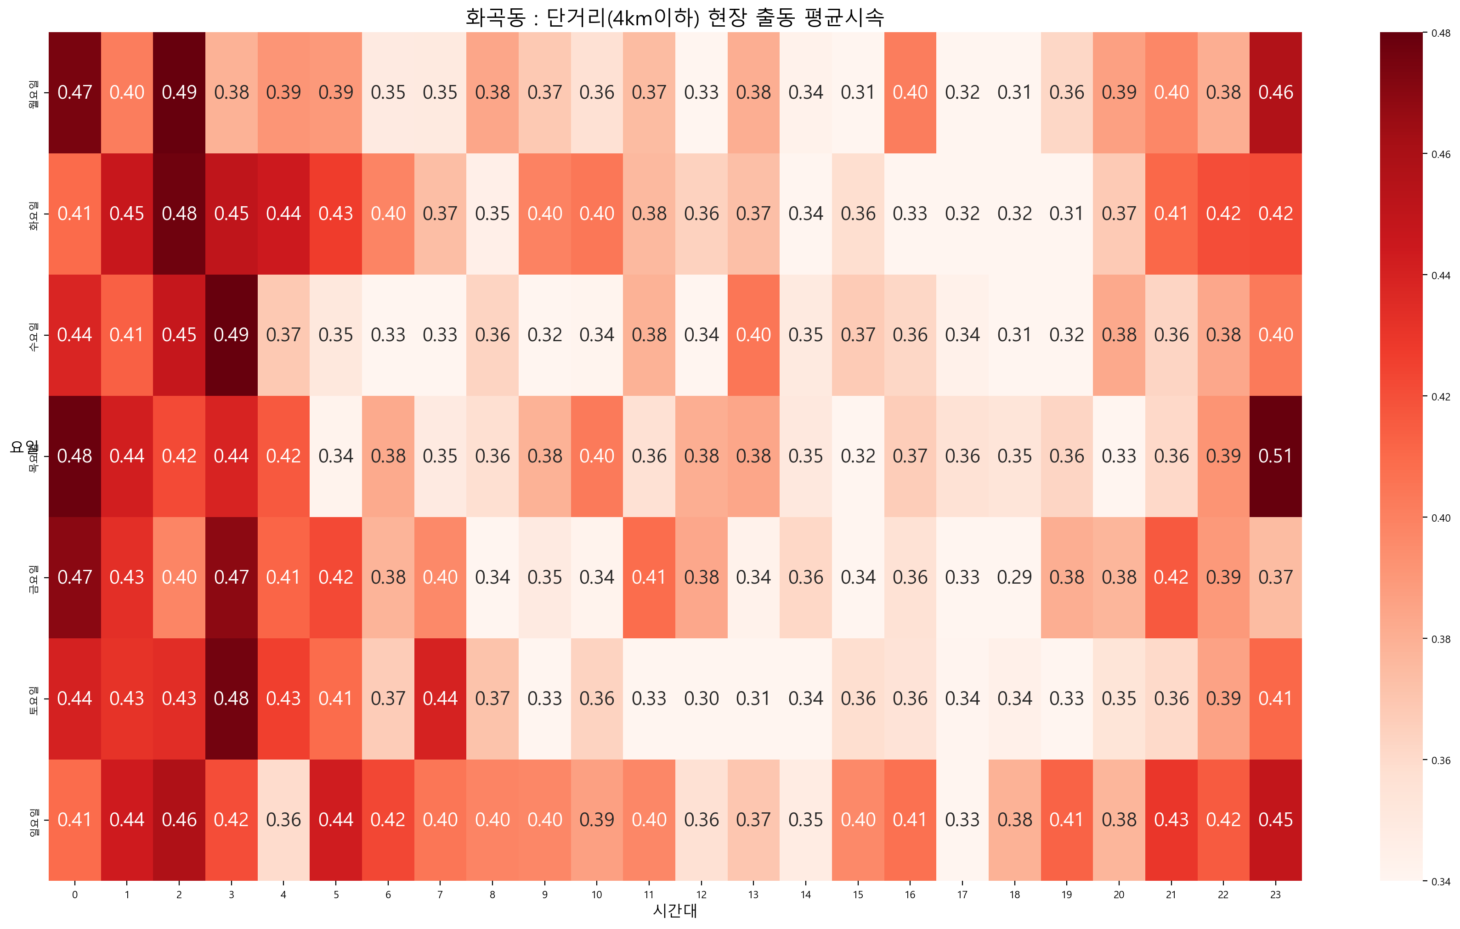 화곡동 : 단거리(4km이하) 현장 출동 평균시속
월요일 0.47 0.40 0.49 0.38 0.39 0.39 0.35 0.35 0.38 0.37 0.36 0.37 0.33 0.38 0.34 0.31 0.40 0.32 0.31 0.36 0.39 0.40 0.38 0.46
화요일 0.41 0.45 0.48 0.45 0.44 0.43 0.40 0.37 0.35 0.40 0.40 0.38 0.36 0.37 0.34 0.36 0.33 0.32 0.32 0.31 0.37 0.41 0.42 0.42
수요일 0.44 0.41 0.45 0.49 0.37 0.35 0.33 0.33 0.36 0.32 0.34 0.38 0.34 0.40 0.35 0.37 0.36 0.34 0.31 0.32 0.38 0.36 0.38 0.40
요일
목요일 0.48 0.44 0.42 0.44 0.42 0.34 0.38 0.35 0.36 0.38 0.40 0.36 0.38 0.38 0.35 0.32 0.37 0.36 0.35 0.36 0.33 0.36 0.39 0.51
금요일 0.47 0.43 0.40 0.47 0.41 0.42 0.38 0.40 0.34 0.35 0.34 0.41 0.38 0.34 0.36 0.34 0.36 0.33 0.29 0.38 0.38 0.42 0.39 0.37
토요일 0.44 0.43 0.43 0.48 0.43 0.41 0.37 0.44 0.37 0.33 0.36 0.33 0.30 0.31 0.34 0.36 0.36 0.34 0.34 0.33 0.35 0.36 0.39 0.41
일요일 0.41 0.44 0.46 0.42 0.36 0.44 0.42 0.40 0.40 0.40 0.39 0.40 0.36 0.37 0.35 0.40 0.41 0.33 0.38 0.41 0.38 0.43 0.42 0.45
0 1 2 3 4 5 6 7 8 9 10 11 12 13 14 15 16 17 18 19 20 21 22 23
시간대
0.48
0.46
0.44
0.42
0.40
0.38
0.36
0.34